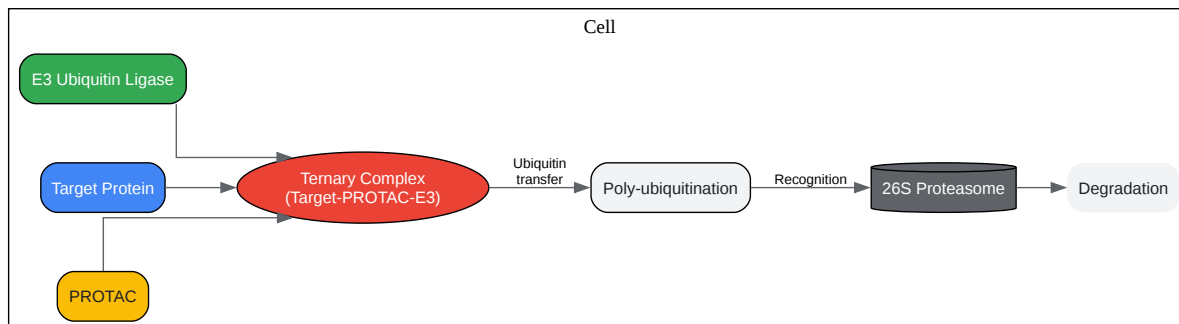 Cell
E3 Ubiquitin Ligase
Target Protein
PROTAC
Ternary Complex
(Target-PROTAC-E3)
Ubiquitin
transfer
Poly-ubiquitination
Recognition
26S Proteasome
Degradation